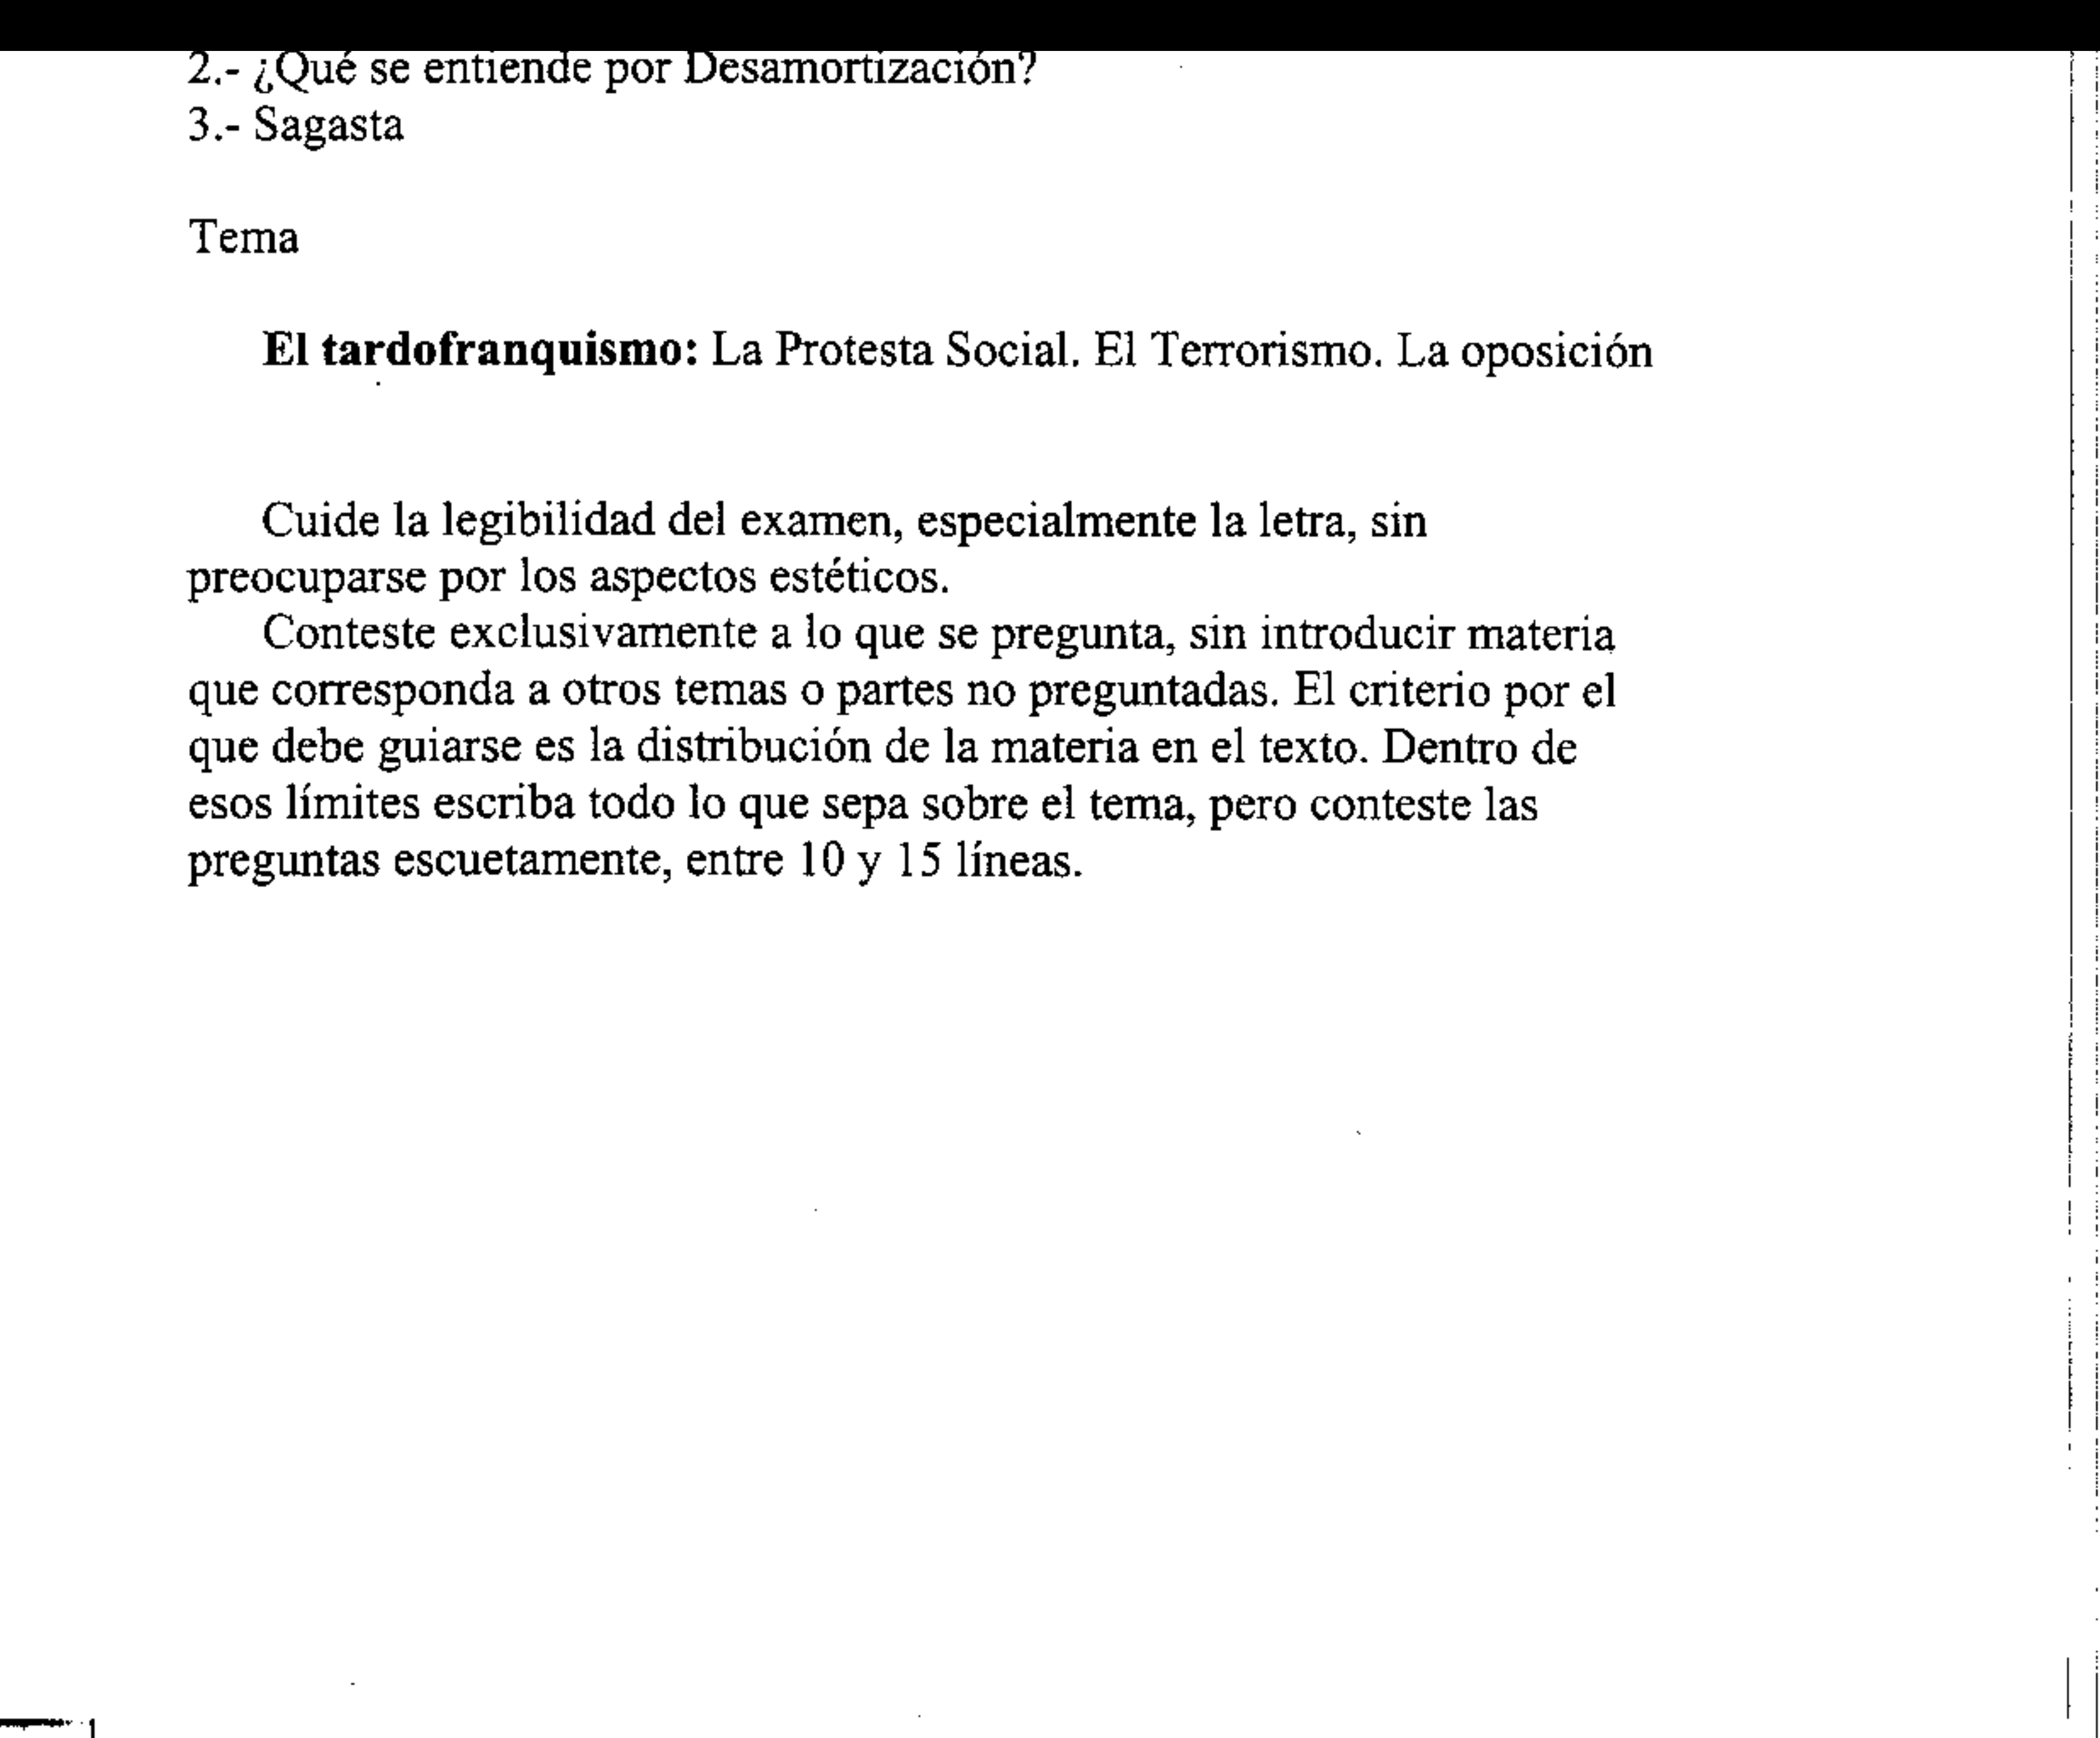 2.- ¿Qué se entiende por Desamortización?
3.- Sagasta
Tema
El tardofranquismo: La Protesta Social. El Terrorismo. La oposición
Cuide la legibilidad del examen, especialmente la letra, sin
preocuparse por los aspectos estéticos.
Conteste exclusivamente a lo que se pregunta, sin introducir materia
que corresponda a otros temas o partes no preguntadas. El criterio por el
que debe guiarse es la distribución de la materia en el texto. Dentro de
esos límites escriba todo lo que sepa sobre el tema, pero conteste las
preguntas escuetamente, entre 10 y 15 líneas.